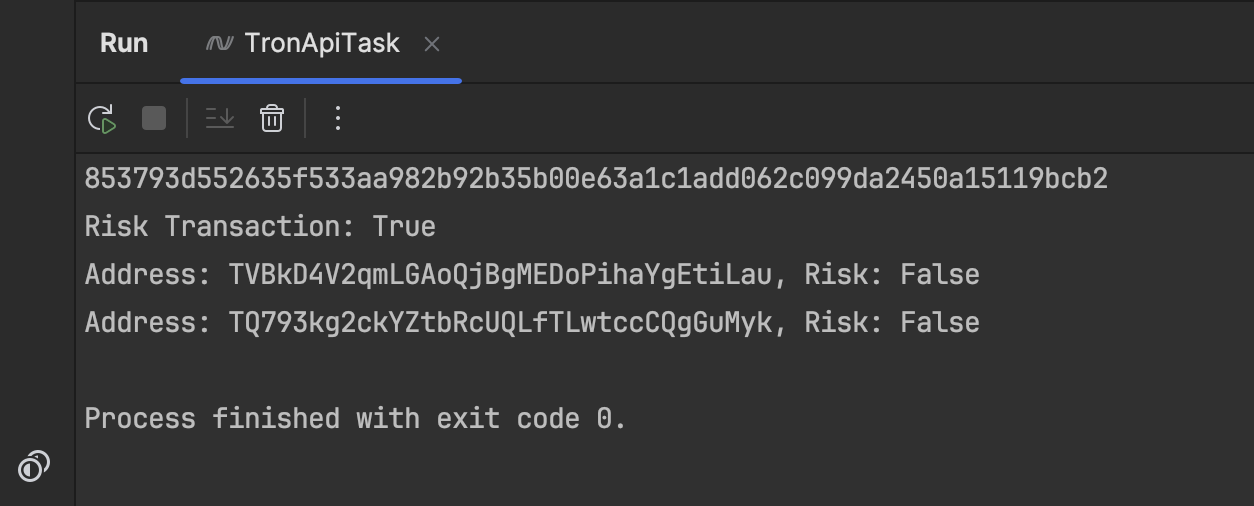 Run TronApiTask
853793d552635f533aa982b92b35b00e63a1c1add062c099da2450a15119bcb2
Risk Transaction: True
Address: TVBkD4V2qmLGAoQjBgMEDoPihaYgEtiLau, Risk: False
Address: TQ793kg2ckYZtbRcUQLfTLwtccCQgGuMyk, Risk: False
Process finished with exit code 0.